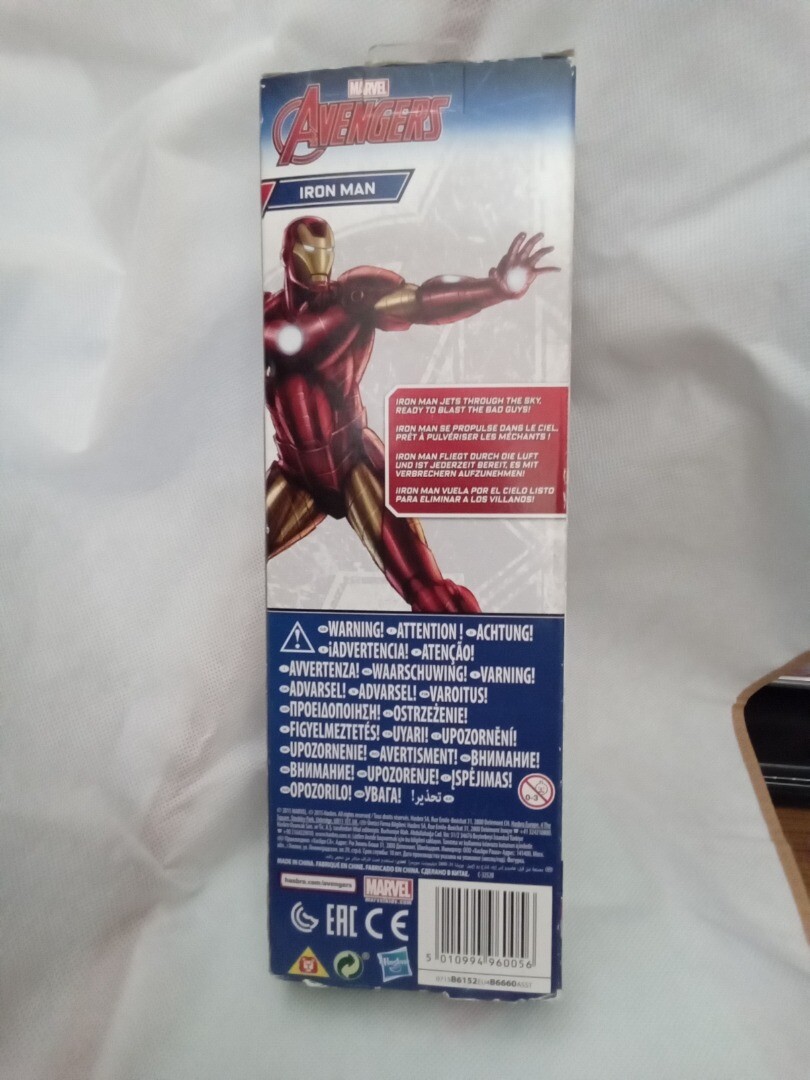 MARVEL
AVENGERS
IRON MAN
IRON MAN JETS THROUGH THE SKY,
READY TO BLAST THE BAD GUYS!
IRON MAN SE PROPULSE DANS LE CIEL,
PRÊT À PULVÉRISER LES MÉCHANTS !
IRON MAN FLIEGT DURCH DIE LUFT
UND IST JEDERZEIT BEREIT, ES MIT
VERBRECHERN AUFZUNEHMEN!
¡IRON MAN VUELA POR EL CIELO LISTO
PARA ELIMINAR A LOS VILLANOS!
WARNING! ATTENTION ! ACHTUNG!
¡ADVERTENCIA! ATENÇÃO!
AVVERTENZA! WAARSCHUWING! VARNING!
ADVARSEL! ADVARSEL! VAROITUS!
ΠΡΟΕΙΔΟΠΟΙΗΣΗ! OSTRZEŻENIE!
FIGYELMEZTETÉS! UYARI! UPOZORNĚNÍ!
UPOZORNENIE! AVERTISMENT! ВНИМАНИЕ!
ВНИМАНИЕ! UPOZORENJE! ĮSPĖJIMAS!
OPOZORILO! УВАГА! تحذير!
0-3
MADE IN CHINA. FABRIQUÉ EN CHINE. FABRICADO EN CHINA. СДЕЛАНО В КИТАЕ.
hasbro.com/avengers
MARVEL
marvelkids.com
EAC CE
Hasbro
5 010994 960056
B6152 B6660